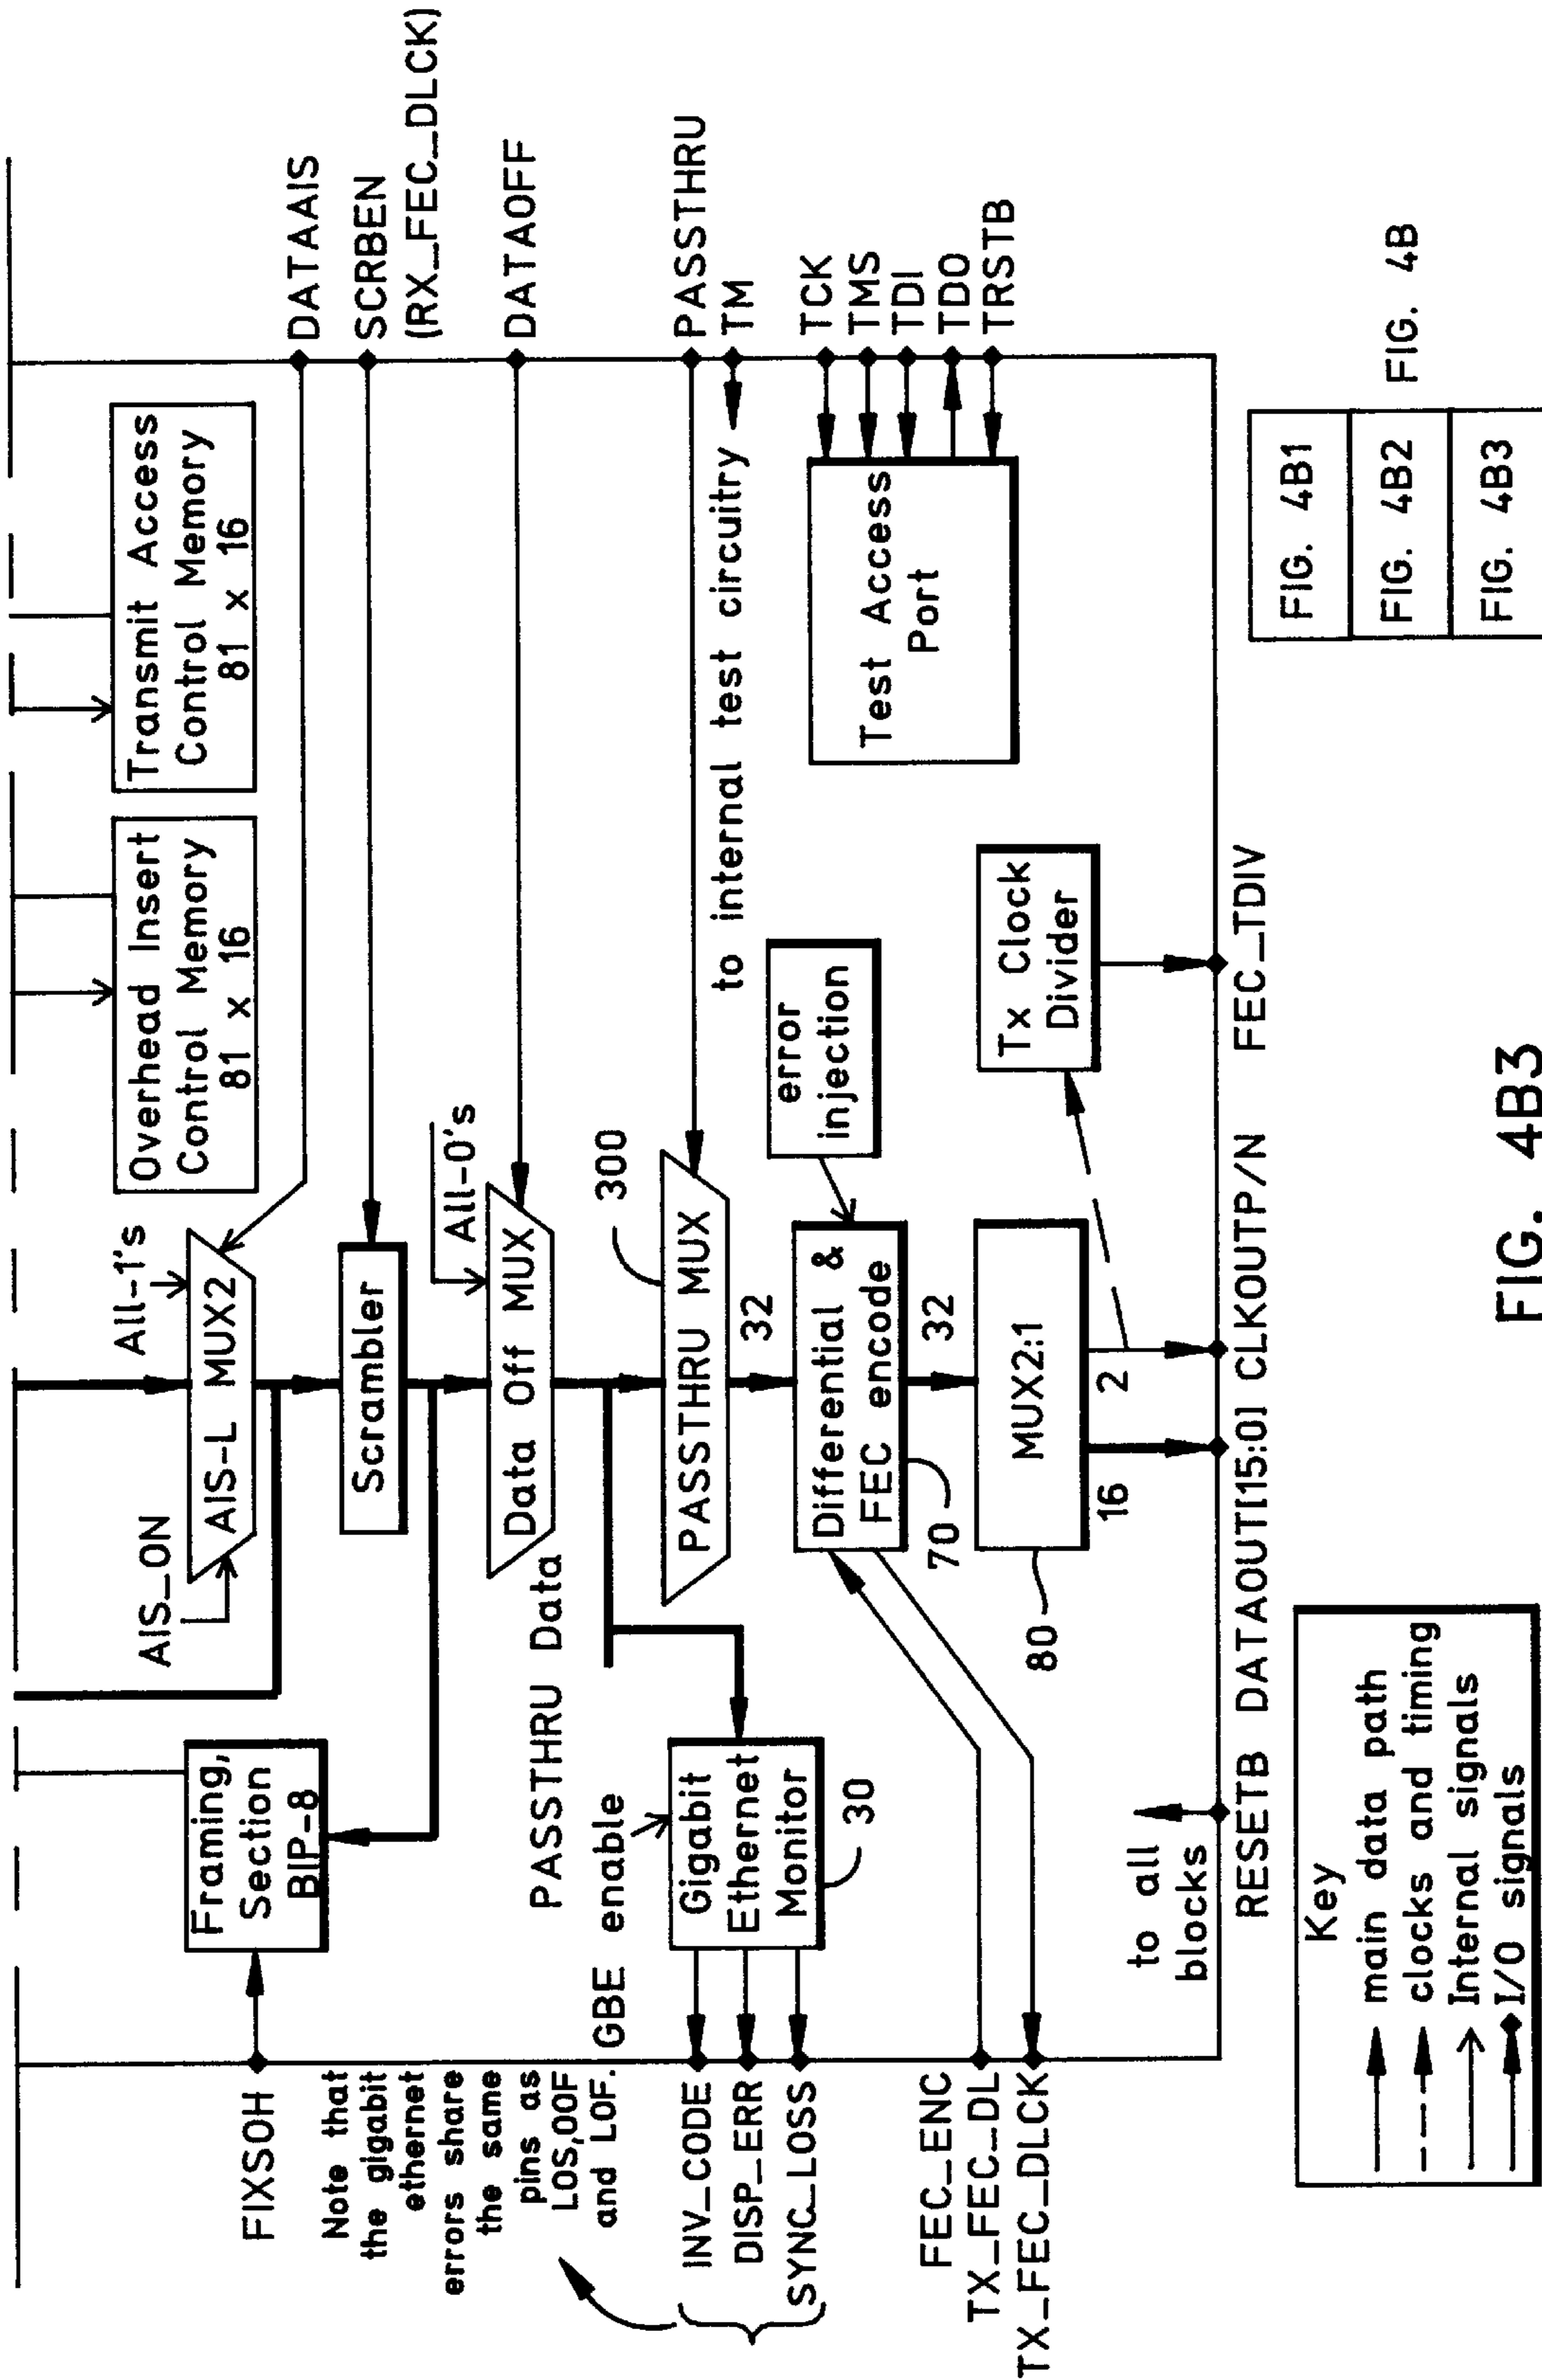 Transmit Access
Control Memory
81 x 16
Overhead Insert
Control Memory
81 x 16
DATAAIS
SCRBEN
(RX_FEC_DLCK)
DATAOFF
PASSTHRU
TM
TCK
TMS
TDI
TDO
TRSTB
All-1's
AIS_ON
AIS-L MUX2
Framing,
Section
BIP-8
FIXSOH
Scrambler
All-0's
Data Off MUX
PASSTHRU Data
PASSTHRU MUX
300
to internal test circuitry
32
Note that
the gigabit
ethernet
errors share
the same
pins as
LOS,OOF
and LOF.
GBE enable
Gigabit
Ethernet
Monitor
30
INV_CODE
DISP_ERR
SYNC_LOSS
error
injection
Differential &
FEC encode
70
32
Test Access
Port
FEC_ENC
TX_FEC_DL
TX_FEC_DLCK
MUX2:1
80
16
2
Tx Clock
Divider
to all
blocks
RESETB
DATAOUT[15:0]
CLKOUTP/N
FEC_TDIV
Key
main data path
clocks and timing
Internal signals
I/O signals
FIG. 4B1
FIG. 4B2
FIG. 4B3
FIG. 4B
FIG. 4B3